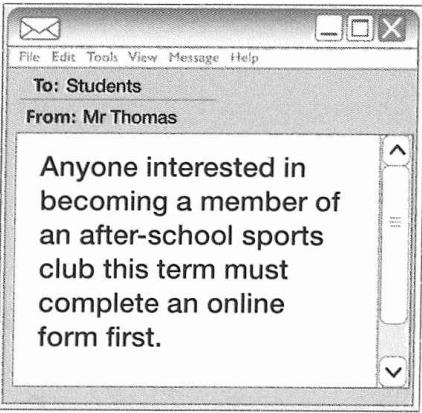 File Edit Tools View Message Help
To: Students
From: Mr Thomas
Anyone interested in
becoming a member of
an after-school sports
club this term must
complete an online
form first.